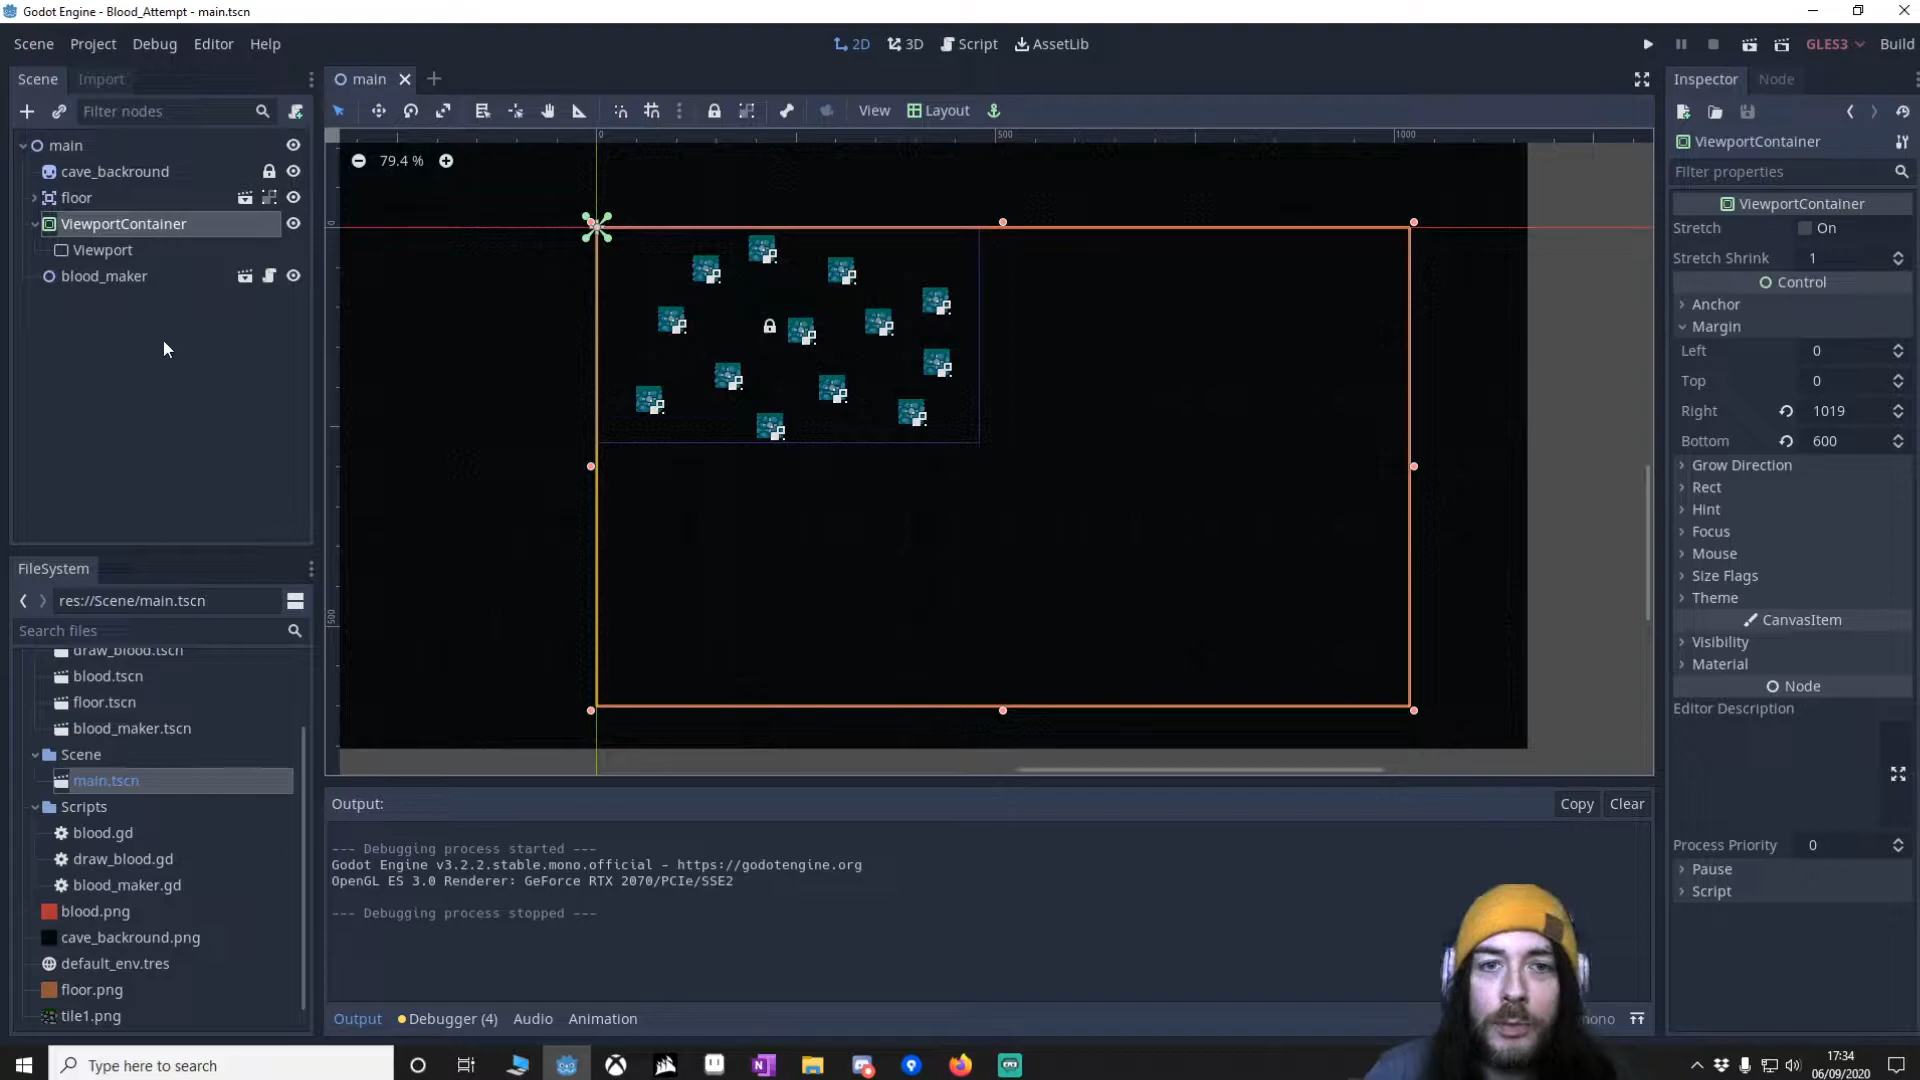 Godot Engine - Blood_Attempt - main.tscn
Scene Project Debug Editor Help
2D 3D Script AssetLib
GLES3 Build
Scene Import
main
Inspector Node
Filter nodes
View Layout
main
cave_backround
floor
ViewportContainer
Viewport
blood_maker
0 500 1000
79.4 %
0
500
ViewportContainer
Filter properties
ViewportContainer
Stretch On
Stretch Shrink 1
Control
Anchor
Margin
Left 0
Top 0
Right 1019
Bottom 600
Grow Direction
Rect
Hint
Focus
Mouse
Size Flags
Theme
CanvasItem
Visibility
Material
Node
Editor Description
Process Priority 0
Pause
Script
FileSystem
res://Scene/main.tscn
Search files
draw_blood.tscn
blood.tscn
floor.tscn
blood_maker.tscn
Scene
main.tscn
Scripts
blood.gd
draw_blood.gd
blood_maker.gd
blood.png
cave_backround.png
default_env.tres
floor.png
tile1.png
Output:
Copy Clear
--- Debugging process started ---
Godot Engine v3.2.2.stable.mono.official - https://godotengine.org
OpenGL ES 3.0 Renderer: GeForce RTX 2070/PCIe/SSE2
--- Debugging process stopped ---
Output Debugger (4) Audio Animation
mono
Type here to search
17:34
06/09/2020